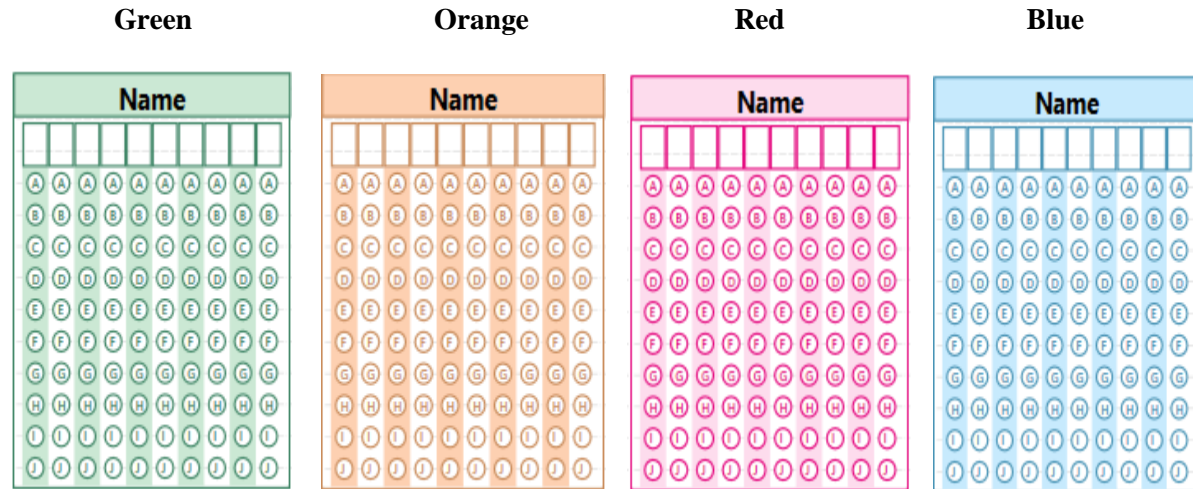 Green
Name
A A A A A A A A A A
B B B B B B B B B B
C C C C C C C C C C
D D D D D D D D D D
E E E E E E E E E E
F F F F F F F F F F
G G G G G G G G G G
H H H H H H H H H H
I I I I I I I I I I
J J J J J J J J J J
Orange
Name
A A A A A A A A A A
B B B B B B B B B B
C C C C C C C C C C
D D D D D D D D D D
E E E E E E E E E E
F F F F F F F F F F
G G G G G G G G G G
H H H H H H H H H H
I I I I I I I I I I
J J J J J J J J J J
Red
Name
A A A A A A A A A A
B B B B B B B B B B
C C C C C C C C C C
D D D D D D D D D D
E E E E E E E E E E
F F F F F F F F F F
G G G G G G G G G G
H H H H H H H H H H
I I I I I I I I I I
J J J J J J J J J J
Blue
Name
A A A A A A A A A A
B B B B B B B B B B
C C C C C C C C C C
D D D D D D D D D D
E E E E E E E E E E
F F F F F F F F F F
G G G G G G G G G G
H H H H H H H H H H
I I I I I I I I I I
J J J J J J J J J J